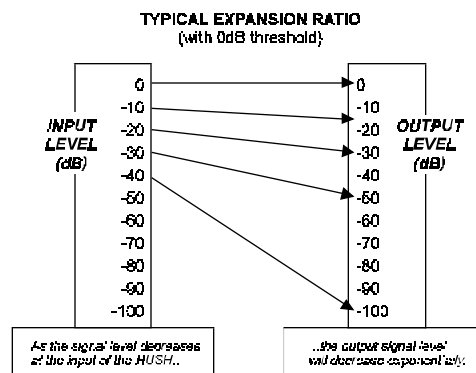 TYPICAL EXPANSION RATIO
(with 0dB threshold)
INPUT
LEVEL
(dB)
0
-10
-20
-30
-40
-50
-60
-70
-80
-90
-100
0
-10
-20
-30
-40
-50
-60
-70
-80
-90
-100
OUTPUT
LEVEL
(dB)
As the signal level decreases
at the input of the HUSH..
..the output signal level
will decrease exponentially.